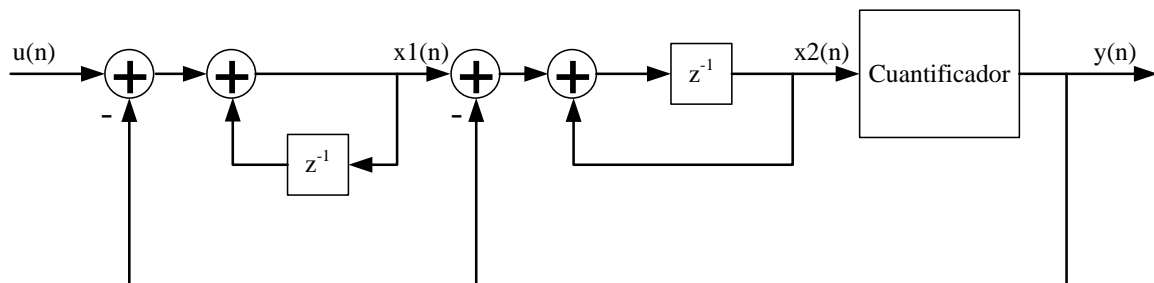 u(n)
x1(n)
z⁻¹
x2(n)
Cuantificador
y(n)
-
z⁻¹
-